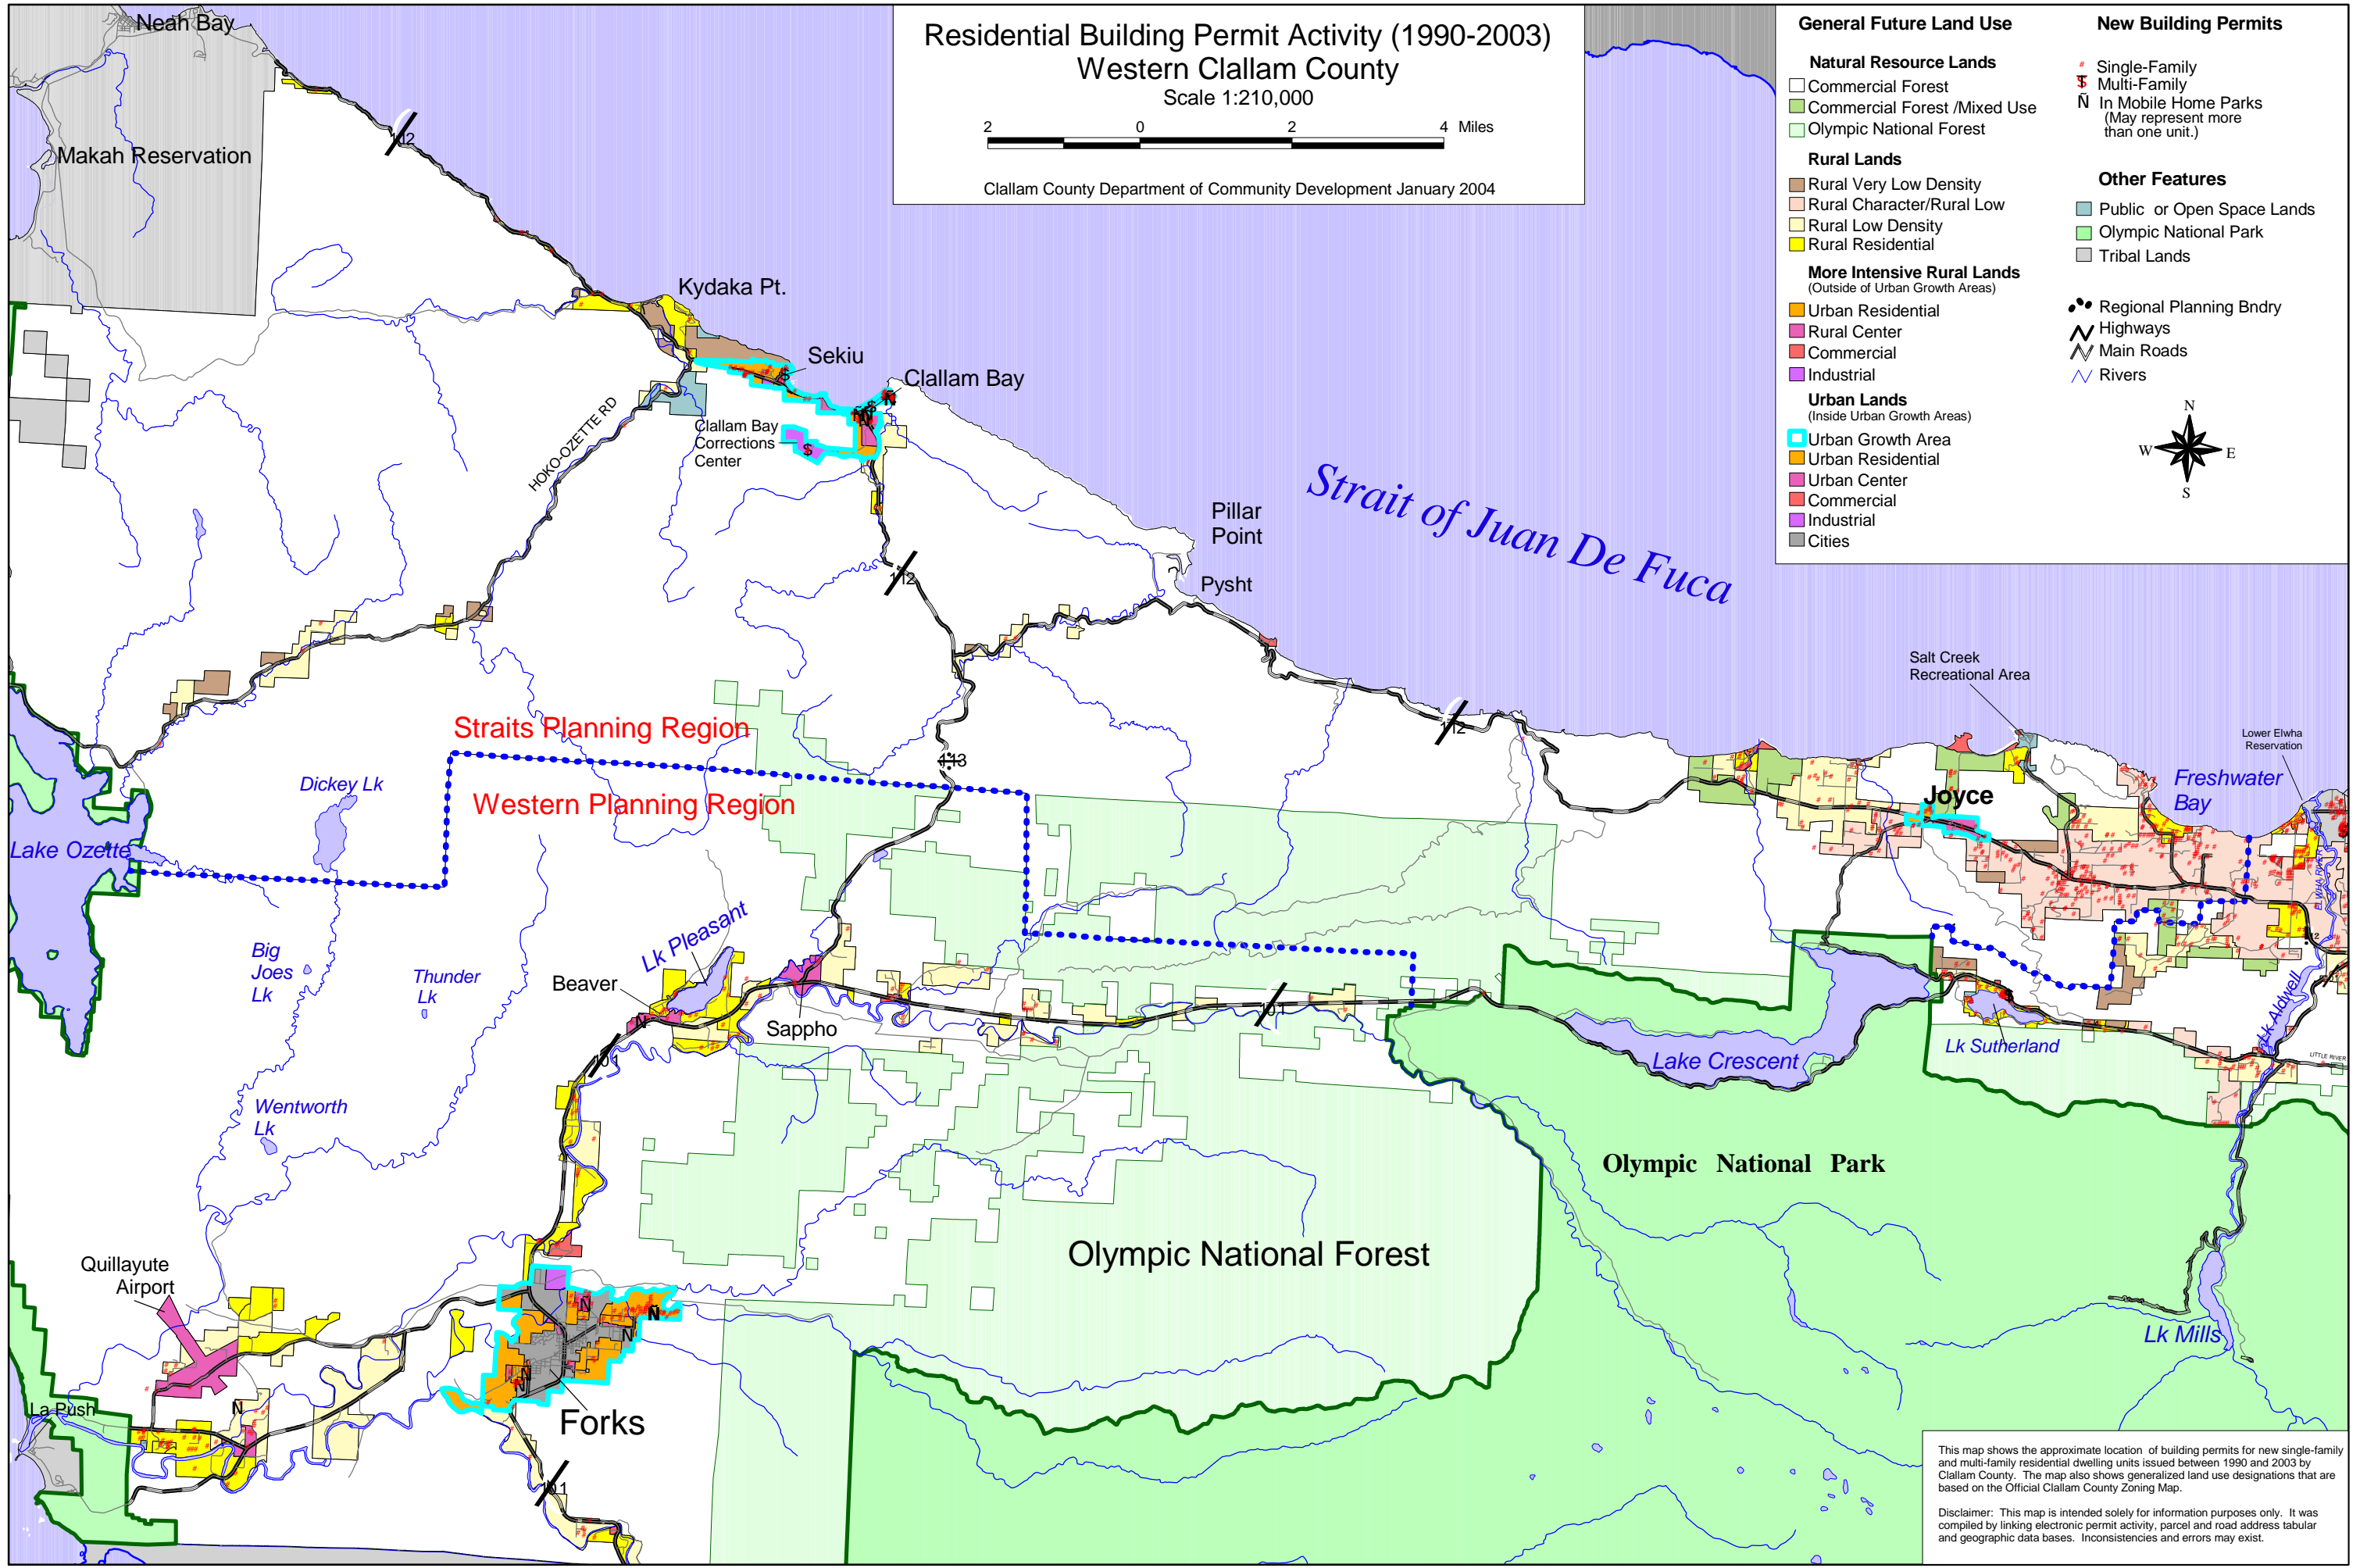 Residential Building Permit Activity (1990-2003)
Western Clallam County
Scale 1:210,000
2 0 2 4 Miles
Clallam County Department of Community Development January 2004
General Future Land Use
Natural Resource Lands
Commercial Forest
Commercial Forest /Mixed Use
Olympic National Forest
Rural Lands
Rural Very Low Density
Rural Character/Rural Low
Rural Low Density
Rural Residential
More Intensive Rural Lands
(Outside of Urban Growth Areas)
Urban Residential
Rural Center
Commercial
Industrial
Urban Lands
(Inside Urban Growth Areas)
Urban Growth Area
Urban Residential
Urban Center
Commercial
Industrial
Cities
New Building Permits
# Single-Family
$ Multi-Family
Ñ In Mobile Home Parks
(May represent more
than one unit.)
Other Features
Public or Open Space Lands
Olympic National Park
Tribal Lands
Regional Planning Bndry
Highways
Main Roads
Rivers
N
W E
S
Neah Bay
112
Makah Reservation
Kydaka Pt.
Sekiu
Clallam Bay
Clallam Bay
Corrections
Center
HOKO-OZETTE RD
Strait of Juan De Fuca
Pillar
Point
112
Pysht
Salt Creek
Recreational Area
Straits Planning Region
112
Lower Elwha
Reservation
113
Freshwater
Bay
Dickey Lk
Western Planning Region
Joyce
Lake Ozette
ELWHA RIVER
Lk Pleasant
Big
Joes
Lk
Thunder
Lk
Beaver
112
101
Sappho
Lk Aldwell
Lk Sutherland
Lake Crescent
LITTLE RIVER
101
Wentworth
Lk
Olympic National Park
Olympic National Forest
Quillayute
Airport
Lk Mills
La Push
Forks
101
This map shows the approximate location of building permits for new single-family
and multi-family residential dwelling units issued between 1990 and 2003 by
Clallam County. The map also shows generalized land use designations that are
based on the Official Clallam County Zoning Map.
Disclaimer: This map is intended solely for information purposes only. It was
compiled by linking electronic permit activity, parcel and road address tabular
and geographic data bases. Inconsistencies and errors may exist.